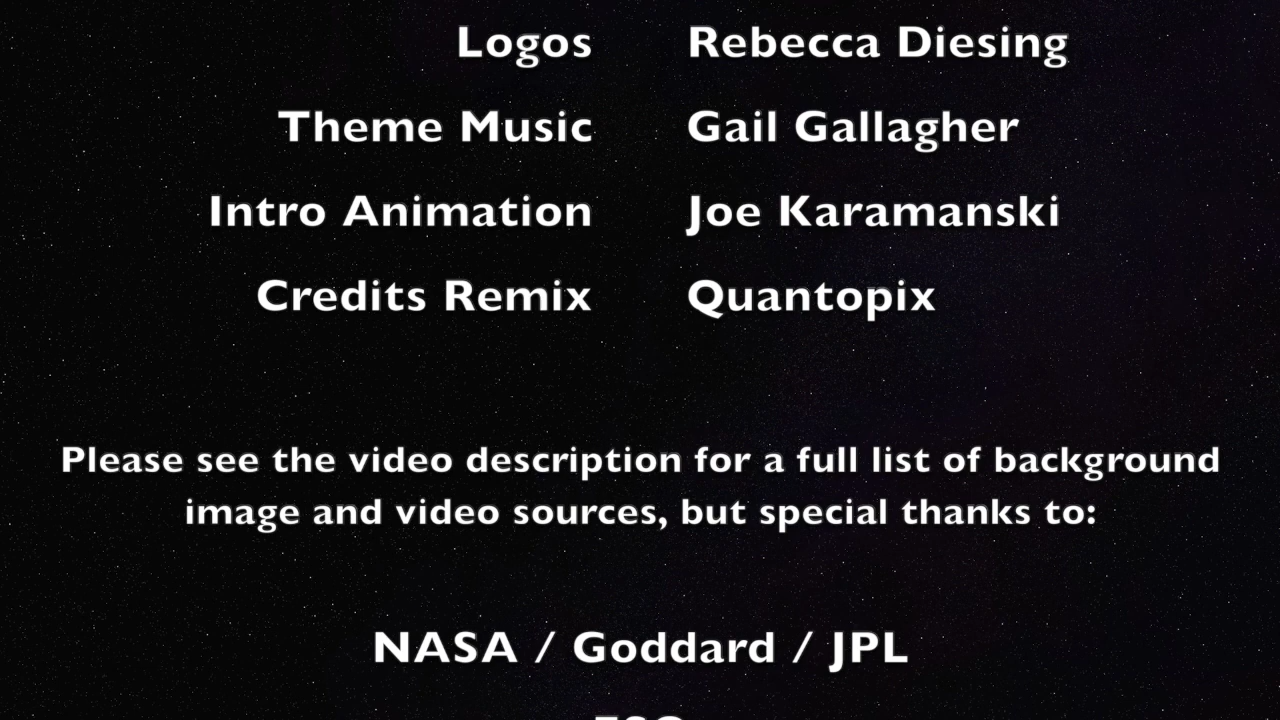 Logos Rebecca Diesing
Theme Music Gail Gallagher
Intro Animation Joe Karamanski
Credits Remix Quantopix
Please see the video description for a full list of background
image and video sources, but special thanks to:
NASA / Goddard / JPL